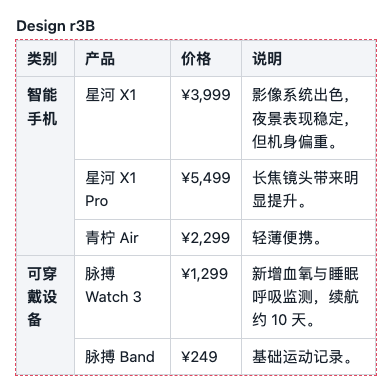 Design r3B
类别 产品 价格 说明
智能手机 星河 X1 ¥3,999 影像系统出色，夜景表现稳定，但机身偏重。
星河 X1 Pro ¥5,499 长焦镜头带来明显提升。
青柠 Air ¥2,299 轻薄便携。
可穿戴设备 脉搏 Watch 3 ¥1,299 新增血氧与睡眠呼吸监测，续航约 10 天。
脉搏 Band ¥249 基础运动记录。